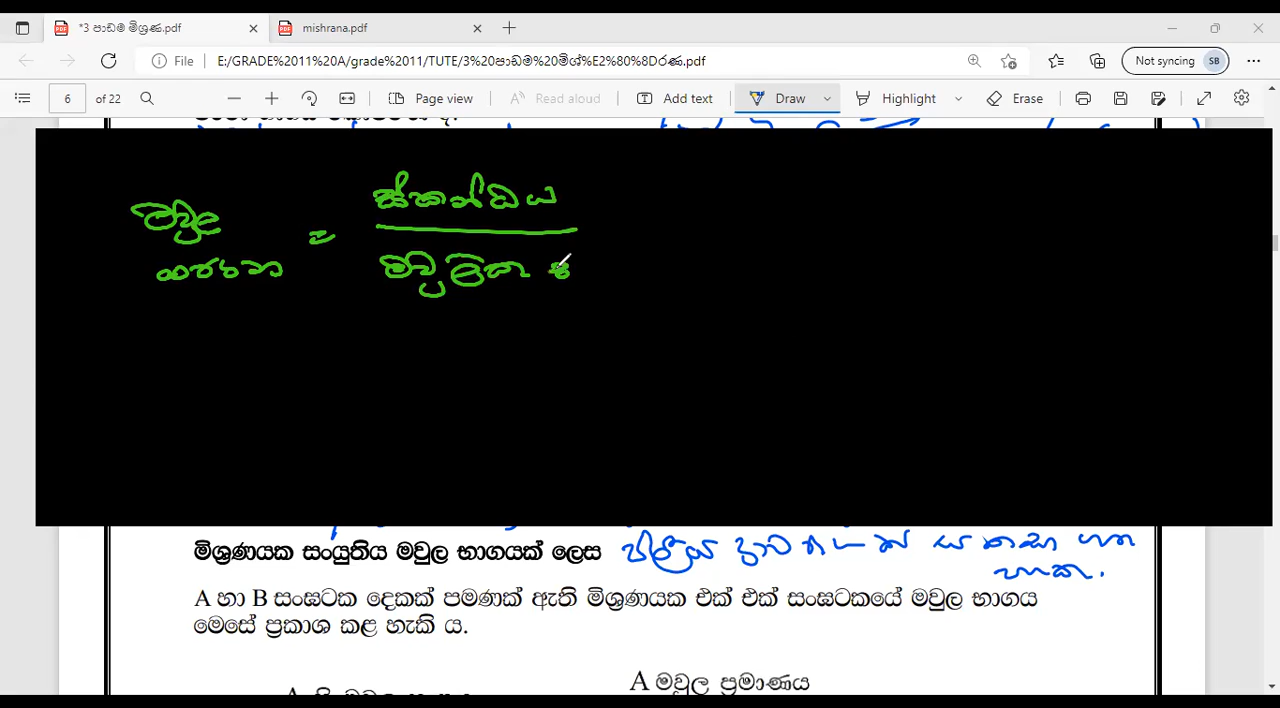 *3 පාඩම මිශ්‍රණ.pdf
mishrana.pdf
File
E:/GRADE%2011%20A/grade%2011/TUTE/3%20පාඩම%20මිශ්%E2%80%8Dරණ.pdf
Not syncing
SB
6 of 22
Page view
Read aloud
Add text
Draw
Highlight
Erase
මවුල = ස්කන්ධය
ගණන
මවුලික ස්
මිශ්‍රණයක සංයුතිය මවුල භාගයක් ලෙස
හැක.
A හා B සංඝටක දෙකක් පමණක් ඇති මිශ්‍රණයක එක් එක් සංඝටකයේ මවුල භාගය
මෙසේ ප්‍රකාශ කළ හැකි ය.
A මවුල ප්‍රමාණය